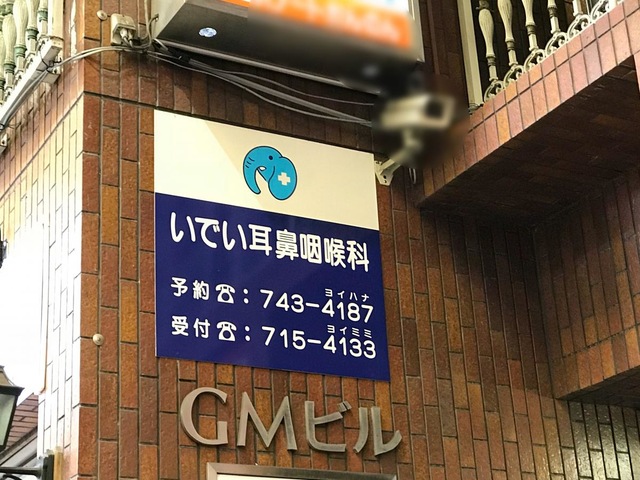 いでい耳鼻咽喉科
ヨイハナ
予約☎：743-4187
ヨイミミ
受付☎：715-4133
GMビル